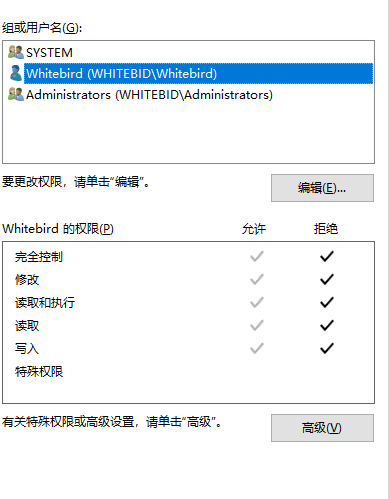 组或用户名(G):
SYSTEM
Whitebird (WHITEBID\Whitebird)
Administrators (WHITEBID\Administrators)
要更改权限，请单击“编辑”。
编辑(E)...
Whitebird 的权限(P) 允许 拒绝
完全控制
修改
读取和执行
读取
写入
特殊权限
有关特殊权限或高级设置，请单击“高级”。
高级(V)